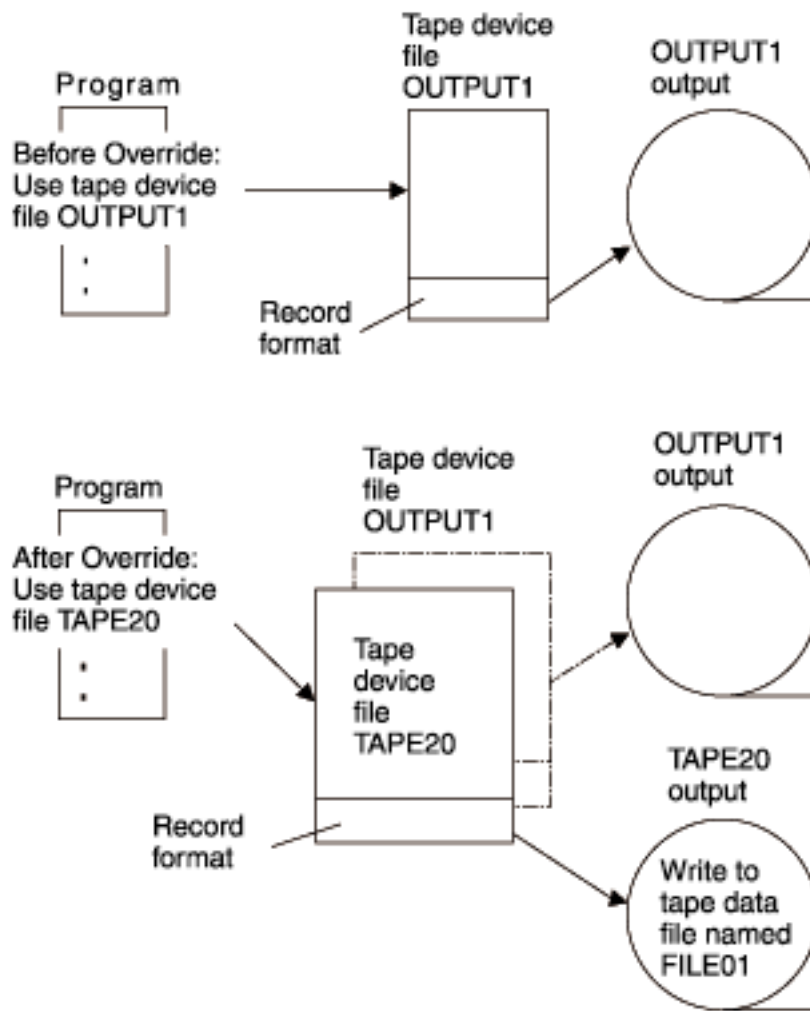 Tape device
file
OUTPUT1
OUTPUT1
output
Program
Before Override:
Use tape device
file OUTPUT1
:
Record
format
Tape device
file
OUTPUT1
OUTPUT1
output
Program
After Override:
Use tape device
file TAPE20
:
Tape
device
file
TAPE20
Record
format
TAPE20
output
Write to
tape data
file named
FILE01